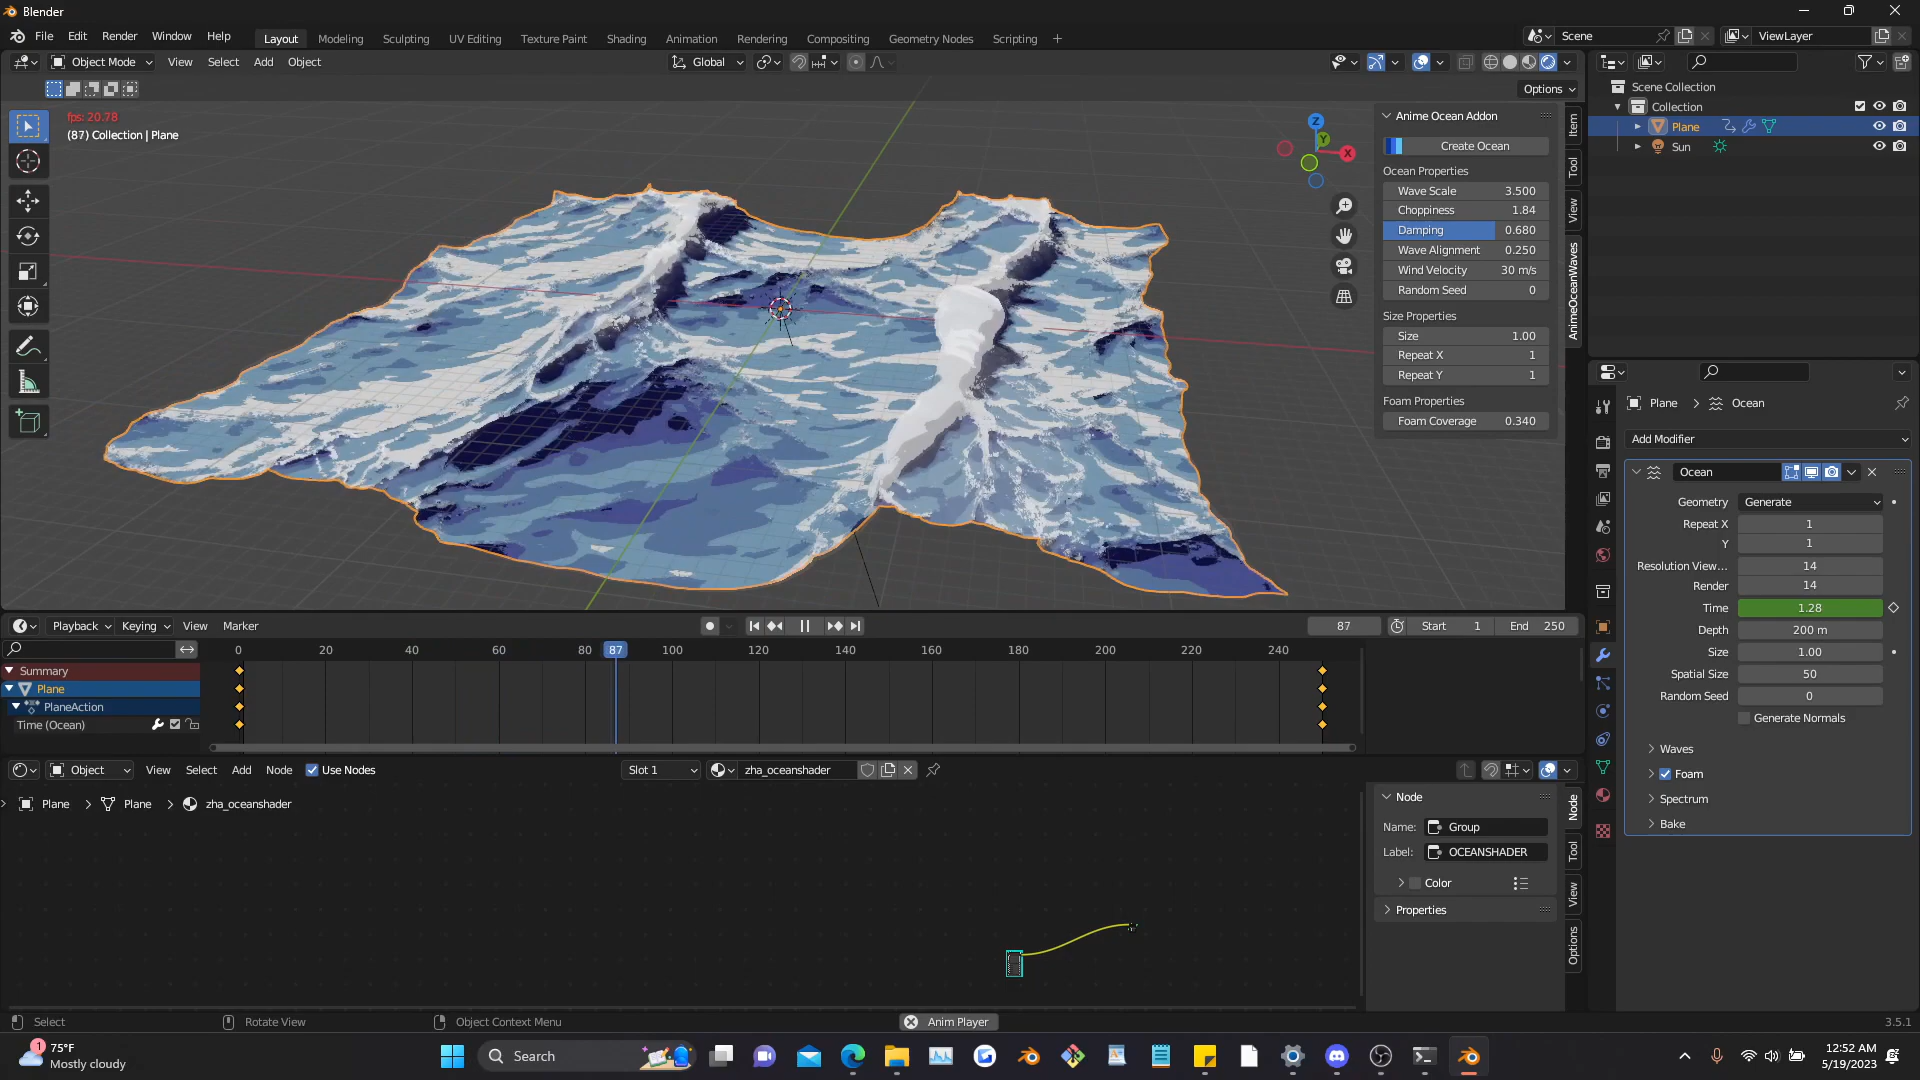 Blender
File Edit Render Window Help
Layout Modeling Sculpting UV Editing Texture Paint Shading Animation Rendering Compositing Geometry Nodes Scripting +
Scene
ViewLayer
Object Mode View Select Add Object
Global
Options
fps: 20.78
(87) Collection | Plane
Z
Y
X
Anime Ocean Addon
Create Ocean
Ocean Properties
Wave Scale 3.500
Choppiness 1.84
Damping 0.680
Wave Alignment 0.250
Wind Velocity 30 m/s
Random Seed 0
Size Properties
Size 1.00
Repeat X 1
Repeat Y 1
Foam Properties
Foam Coverage 0.340
Item
Tool
View
AnimeOceanWaves
Scene Collection
Collection
Plane
Sun
Plane > Ocean
Add Modifier
Ocean
Geometry Generate
Repeat X 1
Y 1
Resolution View... 14
Render 14
Time 1.28
Depth 200 m
Size 1.00
Spatial Size 50
Random Seed 0
Generate Normals
Waves
Foam
Spectrum
Bake
Playback Keying View Marker
87
Start 1
End 250
0 20 40 60 80 87 100 120 140 160 180 200 220 240
Summary
Plane
PlaneAction
Time (Ocean)
Object View Select Add Node Use Nodes
Slot 1
zha_oceanshader
Plane > Plane > zha_oceanshader
Node
Name: Group
Label: OCEANSHADER
Color
Properties
Node
Tool
View
Options
Select
Rotate View
Object Context Menu
Anim Player
3.5.1
1
75°F
Mostly cloudy
Search
12:52 AM
5/19/2023